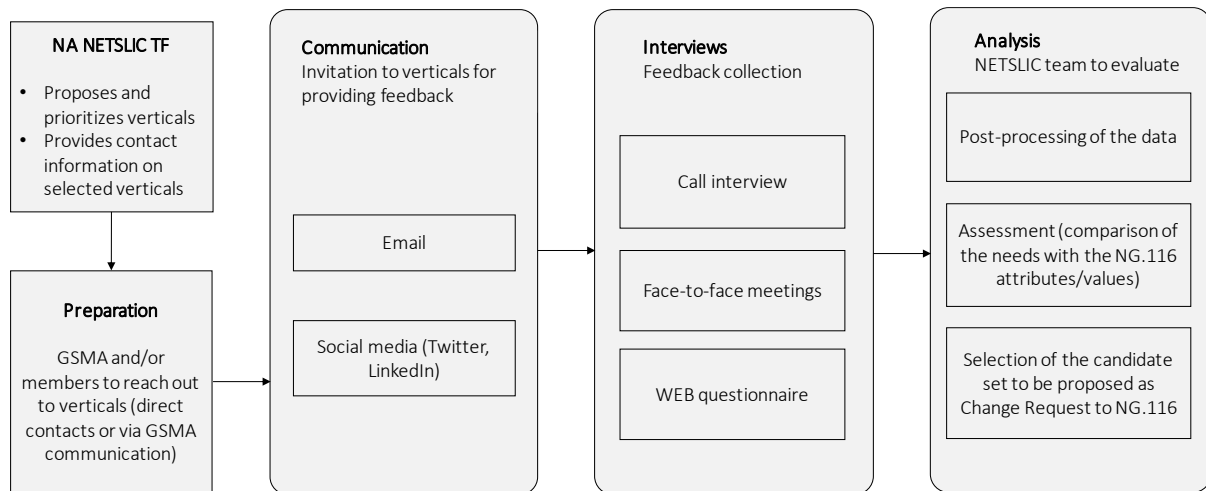 NA NETSLIC TF
• Proposes and
prioritizes verticals
• Provides contact
information on
selected verticals
Preparation
GSMA and/or
members to reach out
to verticals (direct
contacts or via GSMA
communication)
Communication
Invitation to verticals for
providing feedback
Email
Social media (Twitter,
LinkedIn)
Interviews
Feedback collection
Call interview
Face-to-face meetings
WEB questionnaire
Analysis
NETSLIC team to evaluate
Post-processing of the data
Assessment (comparison of
the needs with the NG.116
attributes/values)
Selection of the candidate
set to be proposed as
Change Request to NG.116